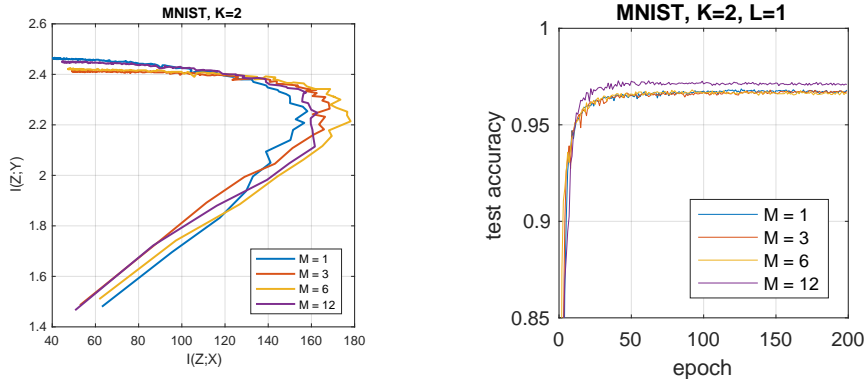 MNIST, K=2
2.6
2.4
2.2
2
1.8
1.6
1.4
I(Z;Y)
40 60 80 100 120 140 160 180
I(Z;X)
M = 1
M = 3
M = 6
M = 12
MNIST, K=2, L=1
1
0.95
0.9
0.85
test accuracy
0 50 100 150 200
epoch
M = 1
M = 3
M = 6
M = 12